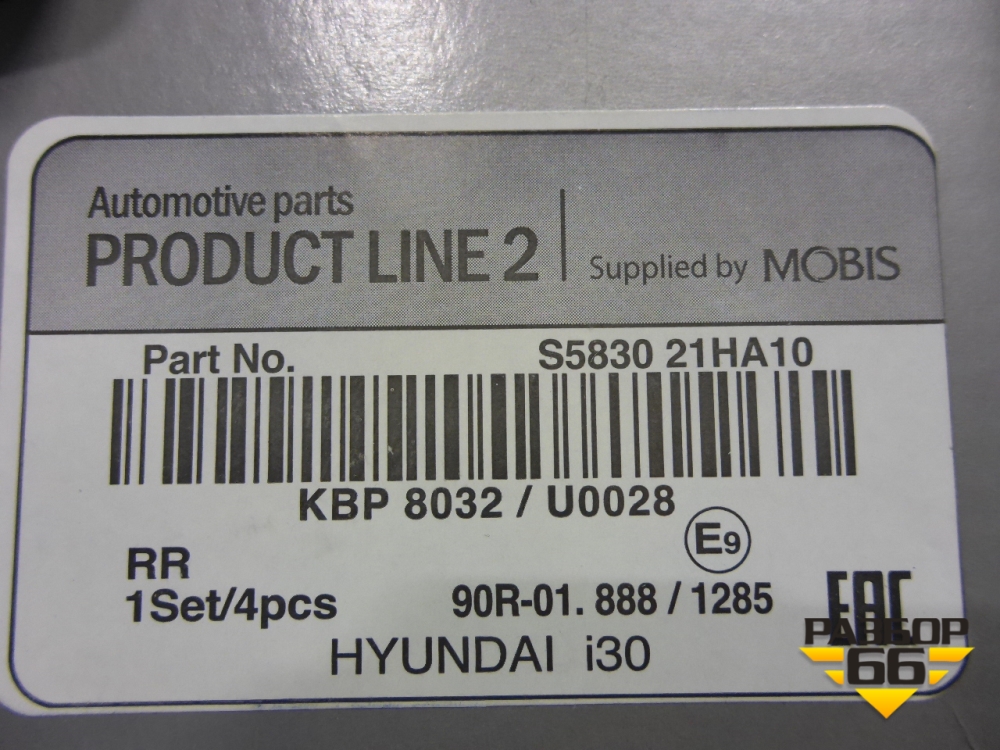 Automotive parts
PRODUCT LINE 2 Supplied by MOBIS
Part No. S5830 21HA10
KBP 8032 / U0028
E9
RR
1Set/4pcs 90R-01. 888 / 1285
EAC
HYUNDAI i30
РАЗБОР
66